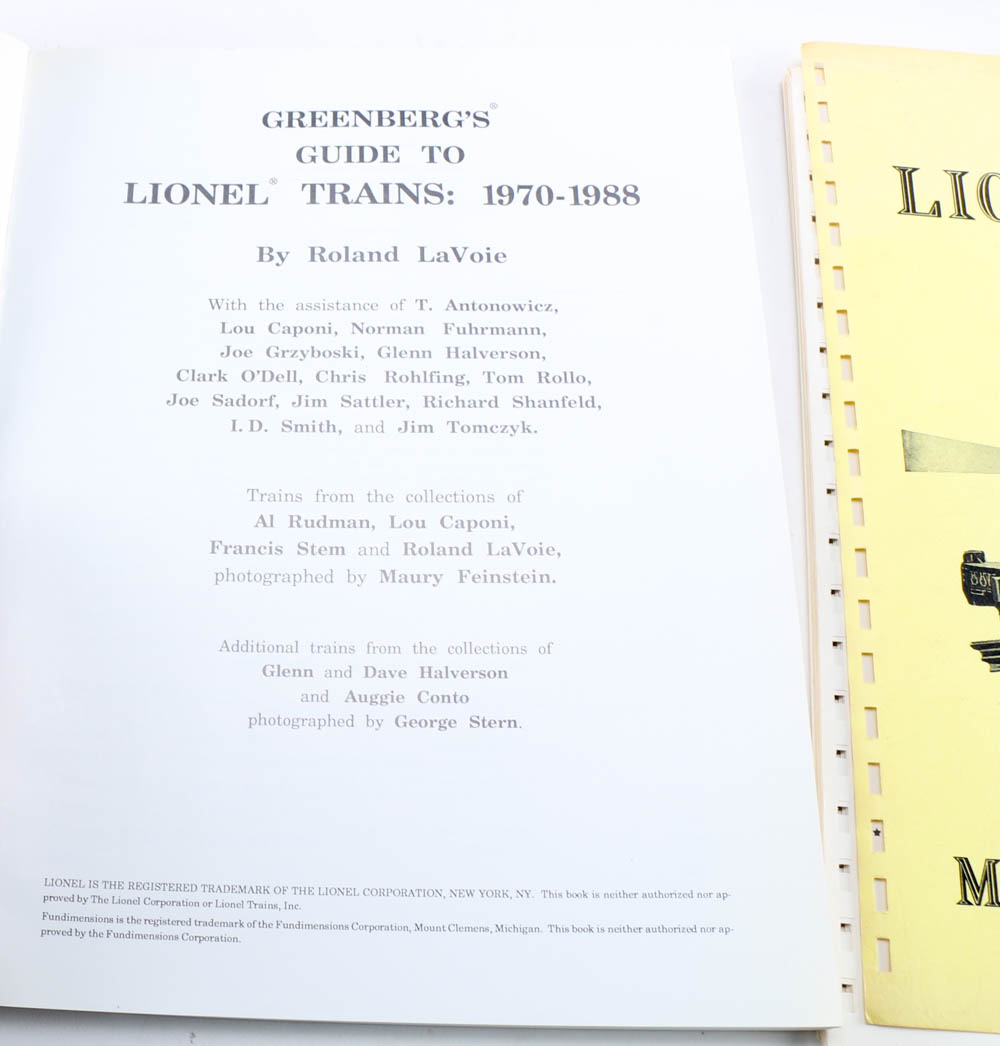 GREENBERG'S®
GUIDE TO
LIONEL® TRAINS: 1970-1988
By Roland LaVoie
With the assistance of T. Antonowicz,
Lou Caponi, Norman Fuhrmann,
Joe Grzyboski, Glenn Halverson,
Clark O'Dell, Chris Rohlfing, Tom Rollo,
Joe Sadorf, Jim Sattler, Richard Shanfeld,
I. D. Smith, and Jim Tomczyk.
Trains from the collections of
Al Rudman, Lou Caponi,
Francis Stem and Roland LaVoie,
photographed by Maury Feinstein.
Additional trains from the collections of
Glenn and Dave Halverson
and Auggie Conto
photographed by George Stern.
LIONEL IS THE REGISTERED TRADEMARK OF THE LIONEL CORPORATION, NEW YORK, NY. This book is neither authorized nor ap-
proved by The Lionel Corporation or Lionel Trains, Inc.
Fundimensions is the registered trademark of the Fundimensions Corporation, Mount Clemens, Michigan. This book is neither authorized nor ap-
proved by the Fundimensions Corporation.
LIO
M